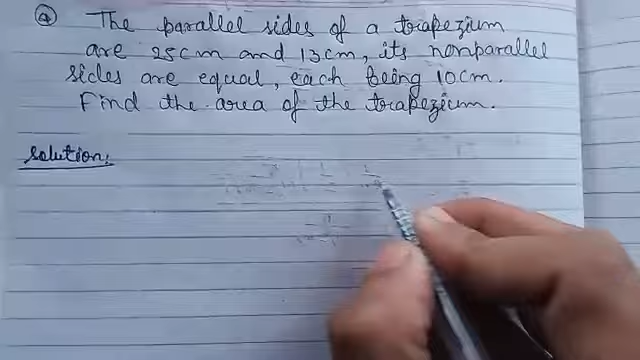 Q The parallel sides of a trapezium
are 25cm and 13cm, its nonparallel
sides are equal, each being 10cm.
Find the area of the trapezium.
solution: